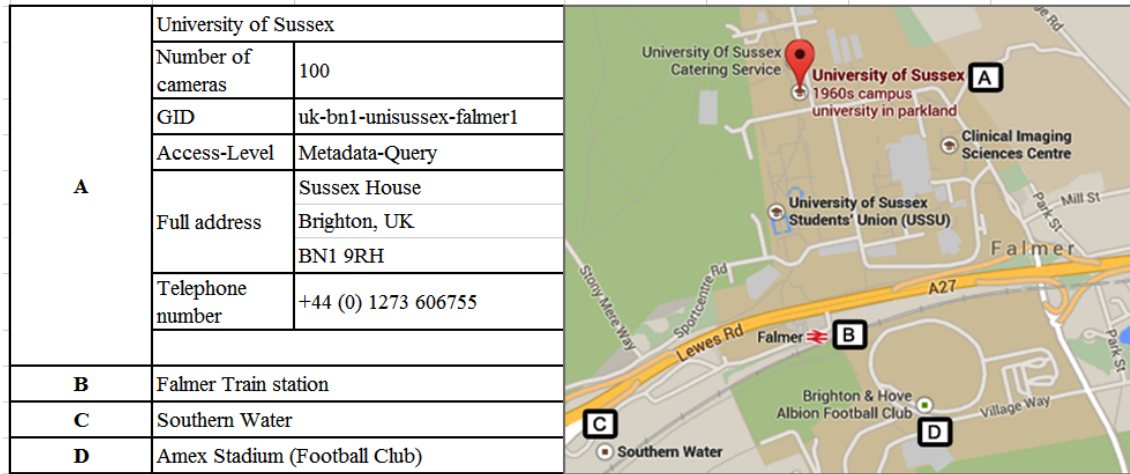 A
University of Sussex
Number of
cameras
100
GID
uk-bn1-unisussex-falmer1
Access-Level
Metadata-Query
Full address
Sussex House
Brighton, UK
BN1 9RH
Telephone
number
+44 (0) 1273 606755
B
Falmer Train station
C
Southern Water
D
Amex Stadium (Football Club)
University Of Sussex
Catering Service
University of Sussex
1960s campus
university in parkland
A
Clinical Imaging
Sciences Centre
University of Sussex
Students' Union (USSU)
Park St
Mill St
Falmer
Stony Mere Way
Sportcentre Rd
A27
Lewes Rd
Falmer
B
Park St
Brighton & Hove
Albion Football Club
Village Way
C
D
Southern Water